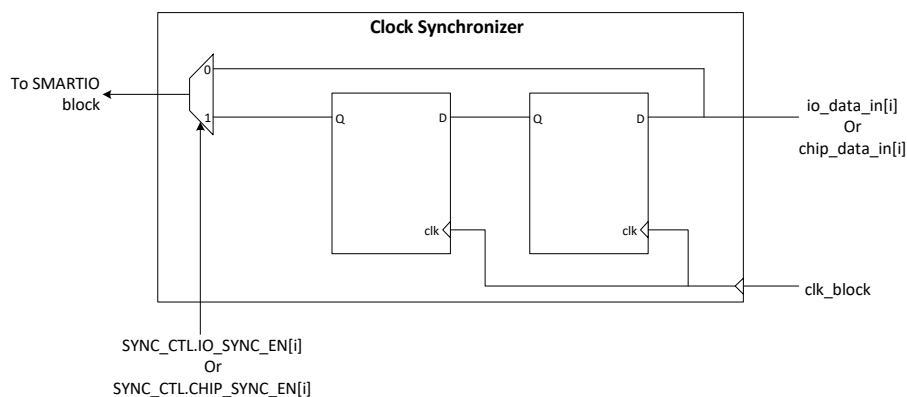 Clock Synchronizer
To SMARTIO
block
0
1
Q
D
Q
D
io_data_in[i]
Or
chip_data_in[i]
clk
clk
clk_block
SYNC_CTL.IO_SYNC_EN[i]
Or
SYNC_CTL.CHIP_SYNC_EN[i]